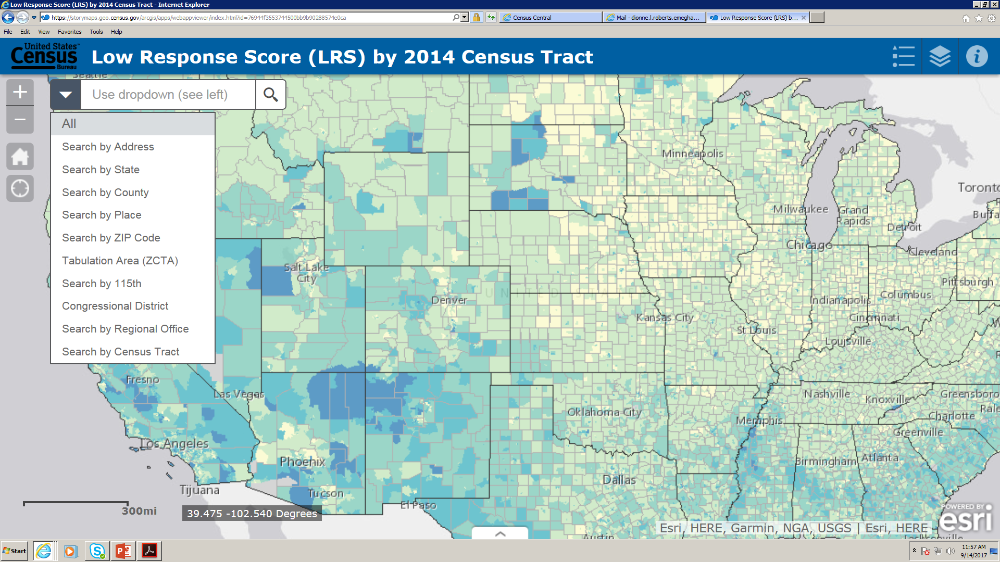 Low Response Score (LRS) by 2014 Census Tract - Internet Explorer
https://storymaps.geo.census.gov/arcgis/apps/webappviewer/index.html?id=76944f3553744500bb9b90288574e0ca
Census Central
Mail - dionne.l.roberts.emegha...
Low Response Score (LRS) b...
File Edit View Favorites Tools Help
United States
Census
Bureau
Low Response Score (LRS) by 2014 Census Tract
Seattle
Use dropdown (see left)
All
Search by Address
Search by State
Search by County
Search by Place
Search by ZIP Code
Tabulation Area (ZCTA)
Search by 115th
Congressional District
Search by Regional Office
Search by Census Tract
Minneapolis
Toronto
Milwaukee
Grand
Rapids
Buffa
Detroit
Chicago
Cleveland
Salt Lake
City
Pittsburgh
UNITED STA
Denver
Columbus
Indianapolis
Kansas City
Cincinnati
St Louis
Louisville
Fresno
Las Vegas
Nashville
Knoxville
Greensboro
Rale
Oklahoma City
Memphis
Charlotte
Greenville
Los Angeles
Phoenix
Birmingham
Atlanta
Dallas
Tijuana
Tucson
El Paso
300mi
39.475 -102.540 Degrees
POWERED BY
esri
Esri, HERE, Garmin, NGA, USGS | Esri, HERE
Austin
Jacksonville
Start
11:57 AM
9/14/2017